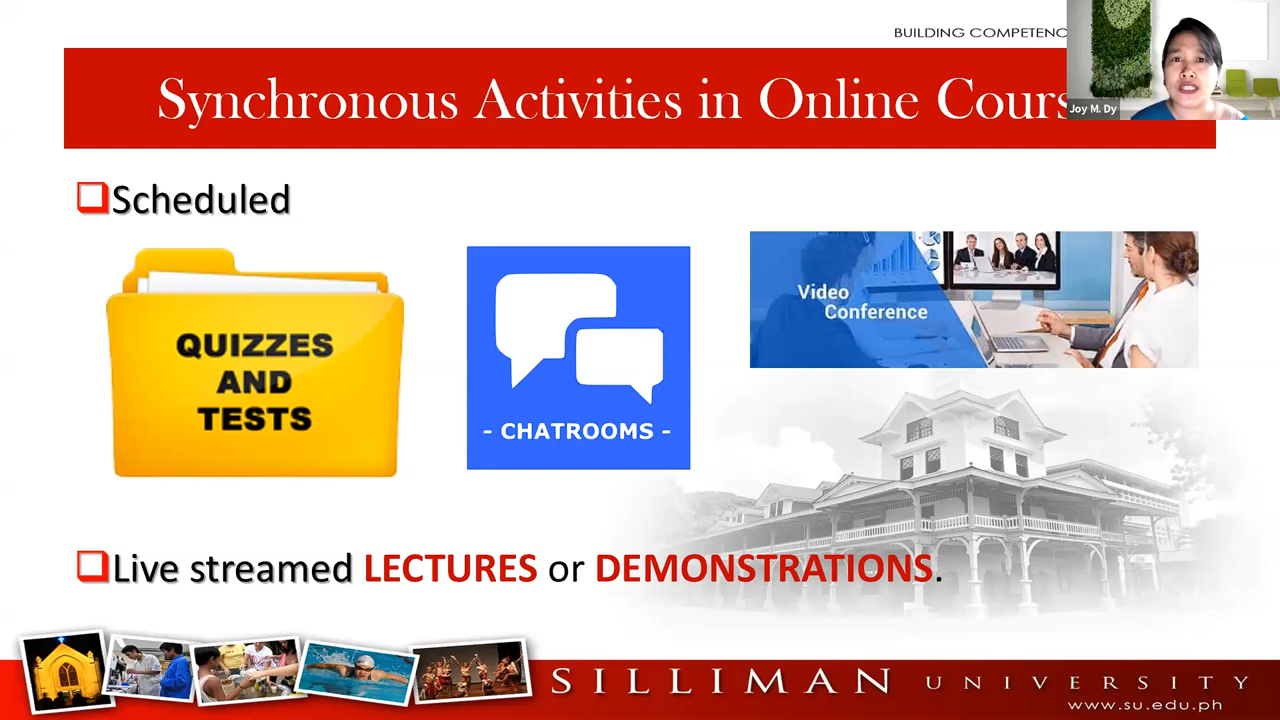 BUILDING COMPETENC
Synchronous Activities in Online Cours
Joy M. Dy
❑Scheduled
QUIZZES
AND
TESTS
- CHATROOMS -
Video
Conference
❑Live streamed LECTURES or DEMONSTRATIONS.
SILLIMAN UNIVERSITY
www.su.edu.ph